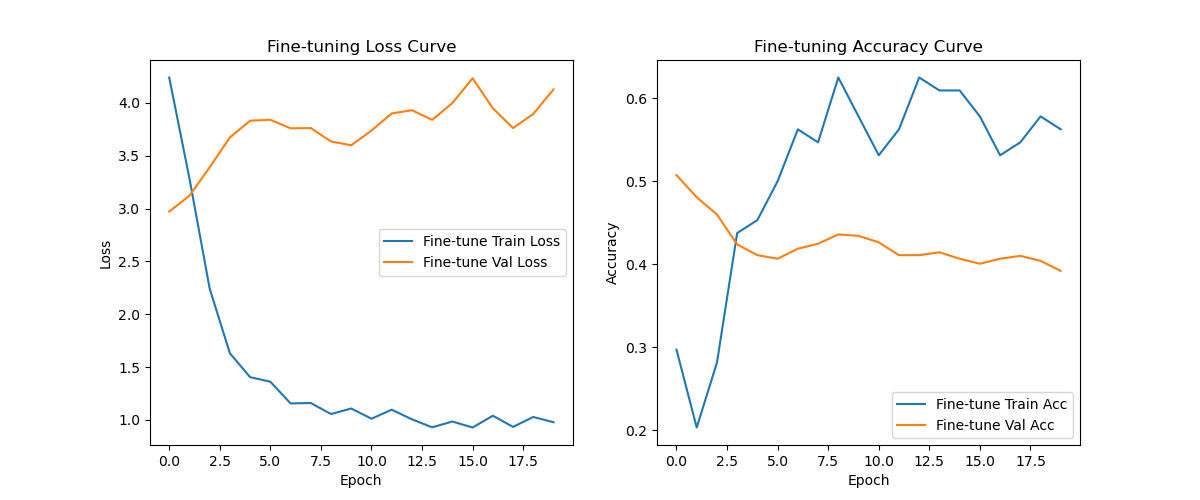 Fine-tuning Loss Curve
Loss
4.0
3.5
3.0
2.5
2.0
1.5
1.0
Fine-tune Train Loss
Fine-tune Val Loss
0.0 2.5 5.0 7.5 10.0 12.5 15.0 17.5
Epoch
Fine-tuning Accuracy Curve
Accuracy
0.6
0.5
0.4
0.3
0.2
Fine-tune Train Acc
Fine-tune Val Acc
0.0 2.5 5.0 7.5 10.0 12.5 15.0 17.5
Epoch